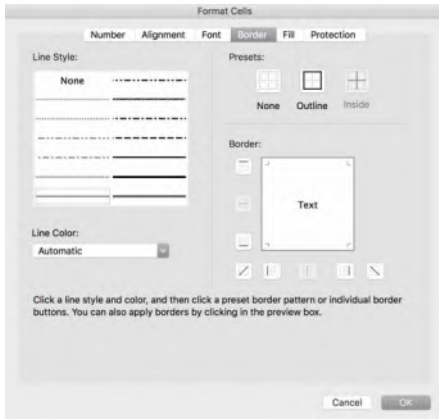 Format Cells
Number Alignment Font Border Fill Protection
Line Style:
None
Presets:
None Outline Inside
Border:
Text
Line Color:
Automatic
Click a line style and color, and then click a preset border pattern or individual border
buttons. You can also apply borders by clicking in the preview box.
Cancel OK